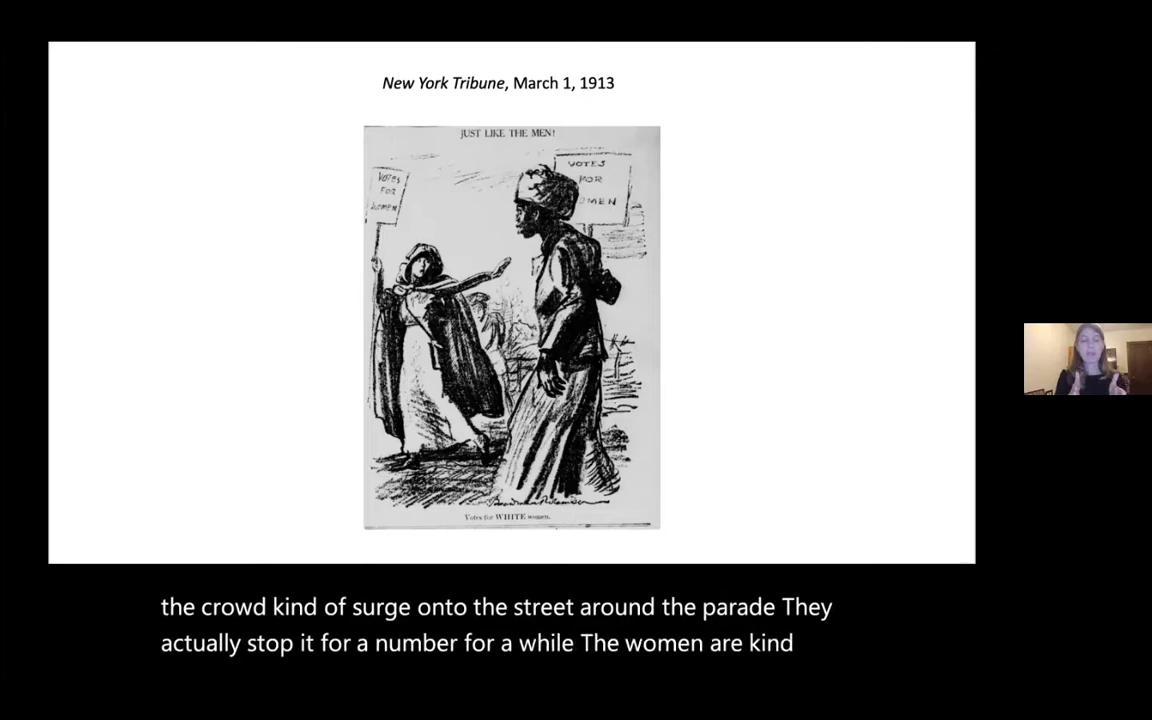 New York Tribune, March 1, 1913
JUST LIKE THE MEN!
VOTES
FOR
WOMEN
VOTES
FOR
OMEN
Votes for WHITE women.
the crowd kind of surge onto the street around the parade They
actually stop it for a number for a while The women are kind